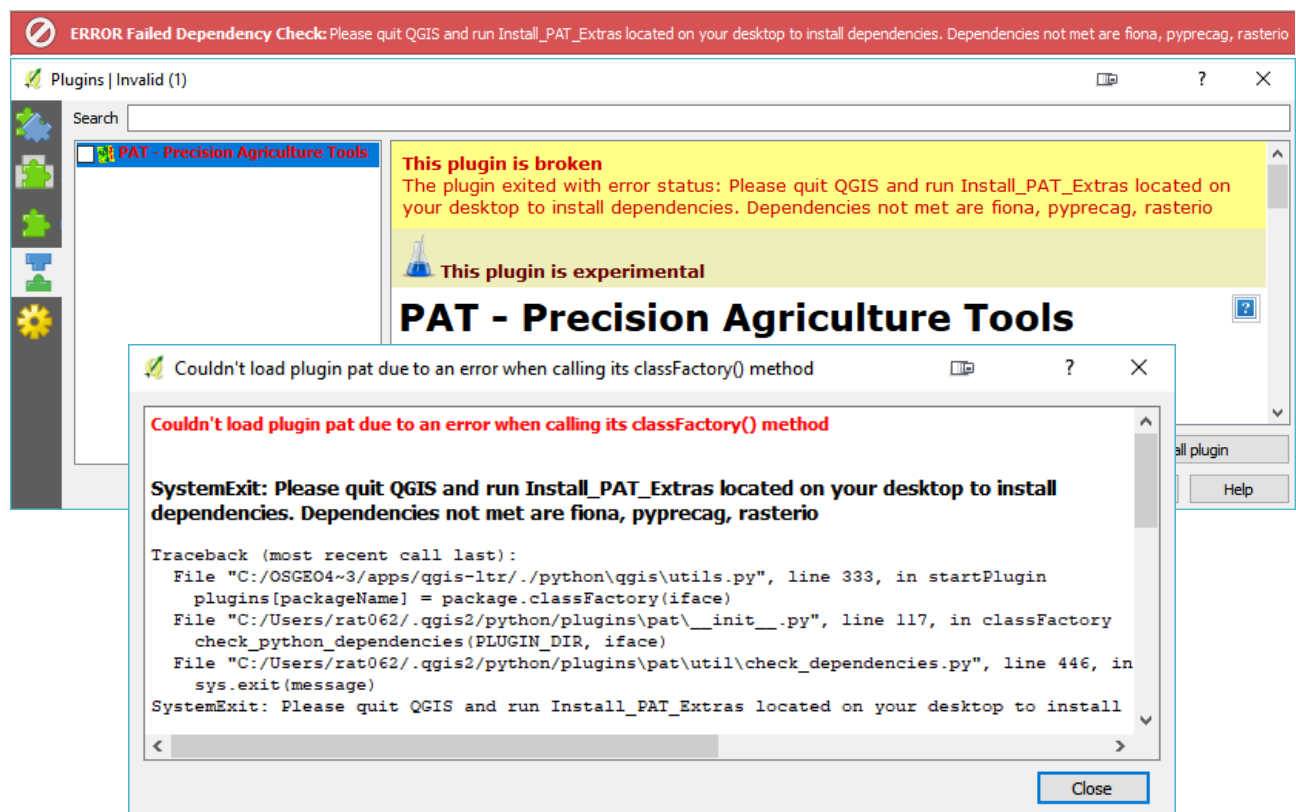 ERROR Failed Dependency Check: Please quit QGIS and run Install_PAT_Extras located on your desktop to install dependencies. Dependencies not met are fiona, pyprecag, rasterio
Plugins | Invalid (1)
?
Search
PAT - Precision Agriculture Tools
This plugin is broken
The plugin exited with error status: Please quit QGIS and run Install_PAT_Extras located on
your desktop to install dependencies. Dependencies not met are fiona, pyprecag, rasterio
This plugin is experimental
PAT - Precision Agriculture Tools
?
Couldn't load plugin pat due to an error when calling its classFactory() method
?
Couldn't load plugin pat due to an error when calling its classFactory() method
SystemExit: Please quit QGIS and run Install_PAT_Extras located on your desktop to install
dependencies. Dependencies not met are fiona, pyprecag, rasterio
Traceback (most recent call last):
File "C:/OSGEO4~3/apps/qgis-ltr/./python\qgis\utils.py", line 333, in startPlugin
plugins[packageName] = package.classFactory(iface)
File "C:/Users/rat062/.qgis2/python/plugins\pat\__init__.py", line 117, in classFactory
check_python_dependencies(PLUGIN_DIR, iface)
File "C:/Users/rat062/.qgis2/python/plugins\pat\util\check_dependencies.py", line 446, in
sys.exit(message)
SystemExit: Please quit QGIS and run Install_PAT_Extras located on your desktop to install
all plugin
Help
Close